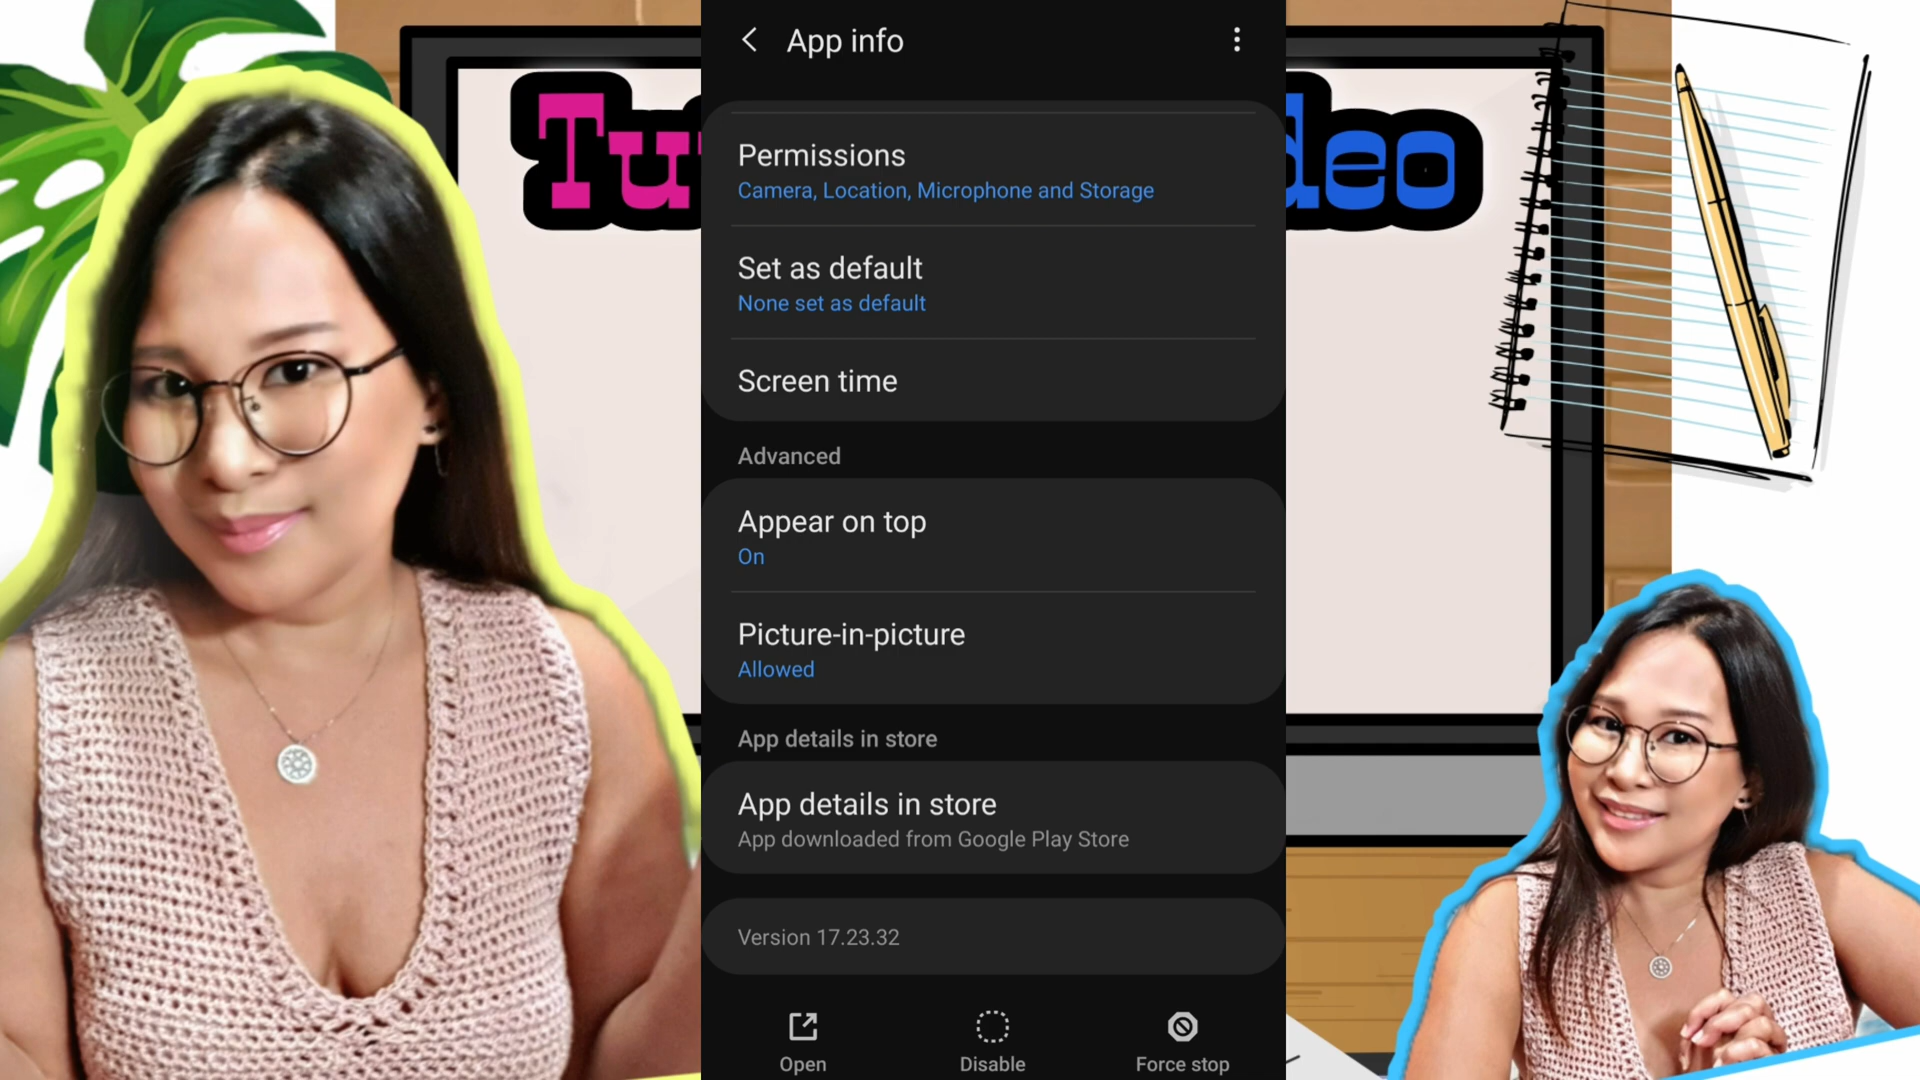 App info
Tu
deo
Permissions
Camera, Location, Microphone and Storage
Set as default
None set as default
Screen time
Advanced
Appear on top
On
Picture-in-picture
Allowed
App details in store
App details in store
App downloaded from Google Play Store
Version 17.23.32
Open
Disable
Force stop